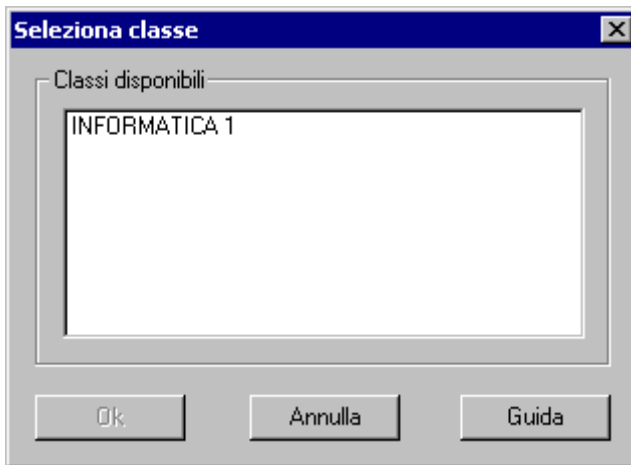 Seleziona classe
Classi disponibili
INFORMATICA 1
Ok
Annulla
Guida